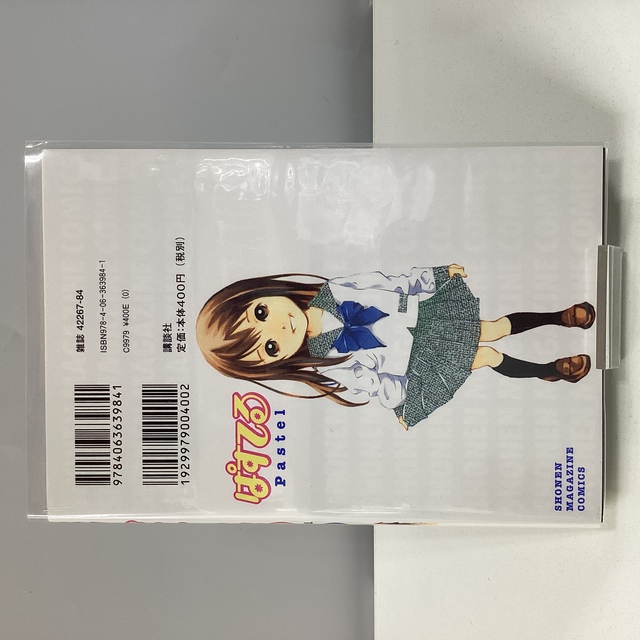 9784063639841
1929979004002
雑誌 42267-84
ISBN978-4-06-363984-1
C9979 ¥400E (0)
講談社
定価:本体400円(税別)
ぱすてる
Pastel
SHONEN
MAGAZINE
COMICS